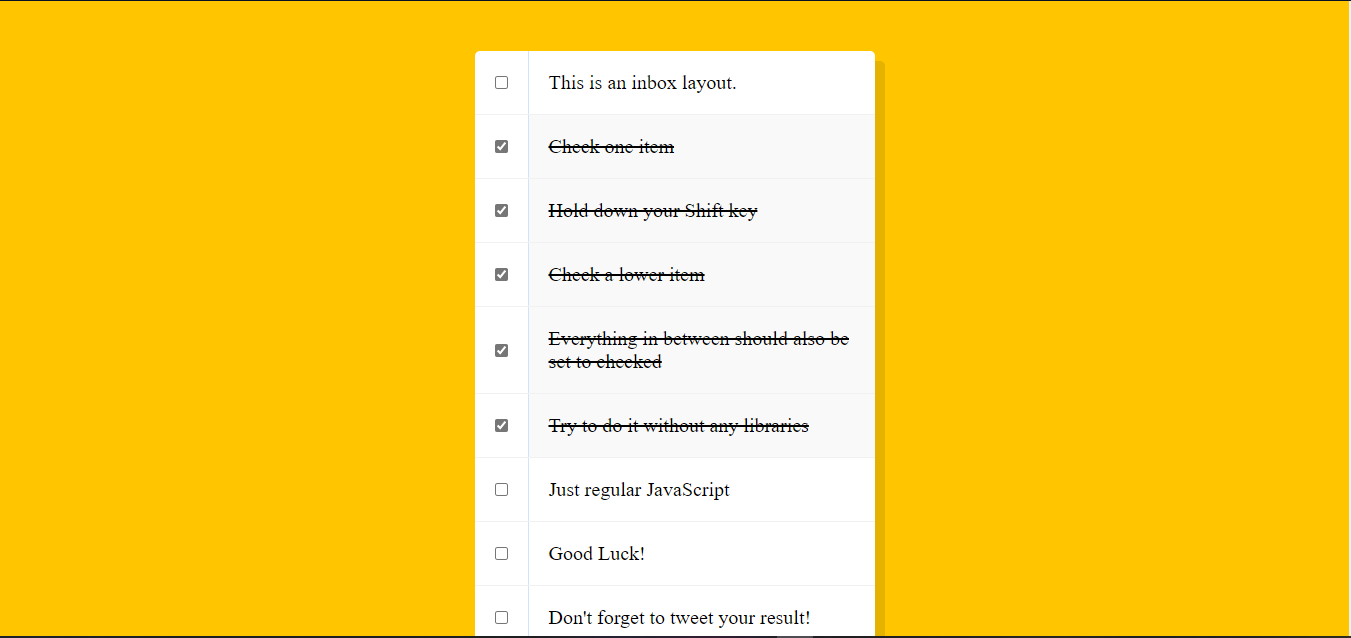 This is an inbox layout.
Check one item
Hold down your Shift key
Check a lower item
Everything in between should also be
set to checked
Try to do it without any libraries
Just regular JavaScript
Good Luck!
Don't forget to tweet your result!